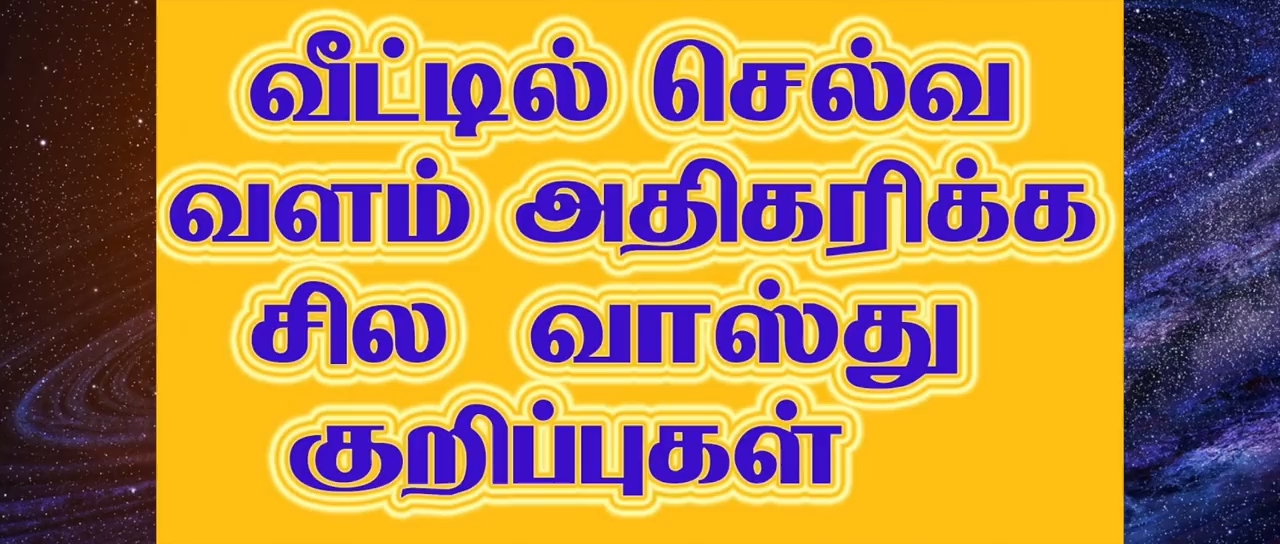 வீட்டில் செல்வ
வளம் அதிகரிக்க
சில வாஸ்து
குறிப்புகள்